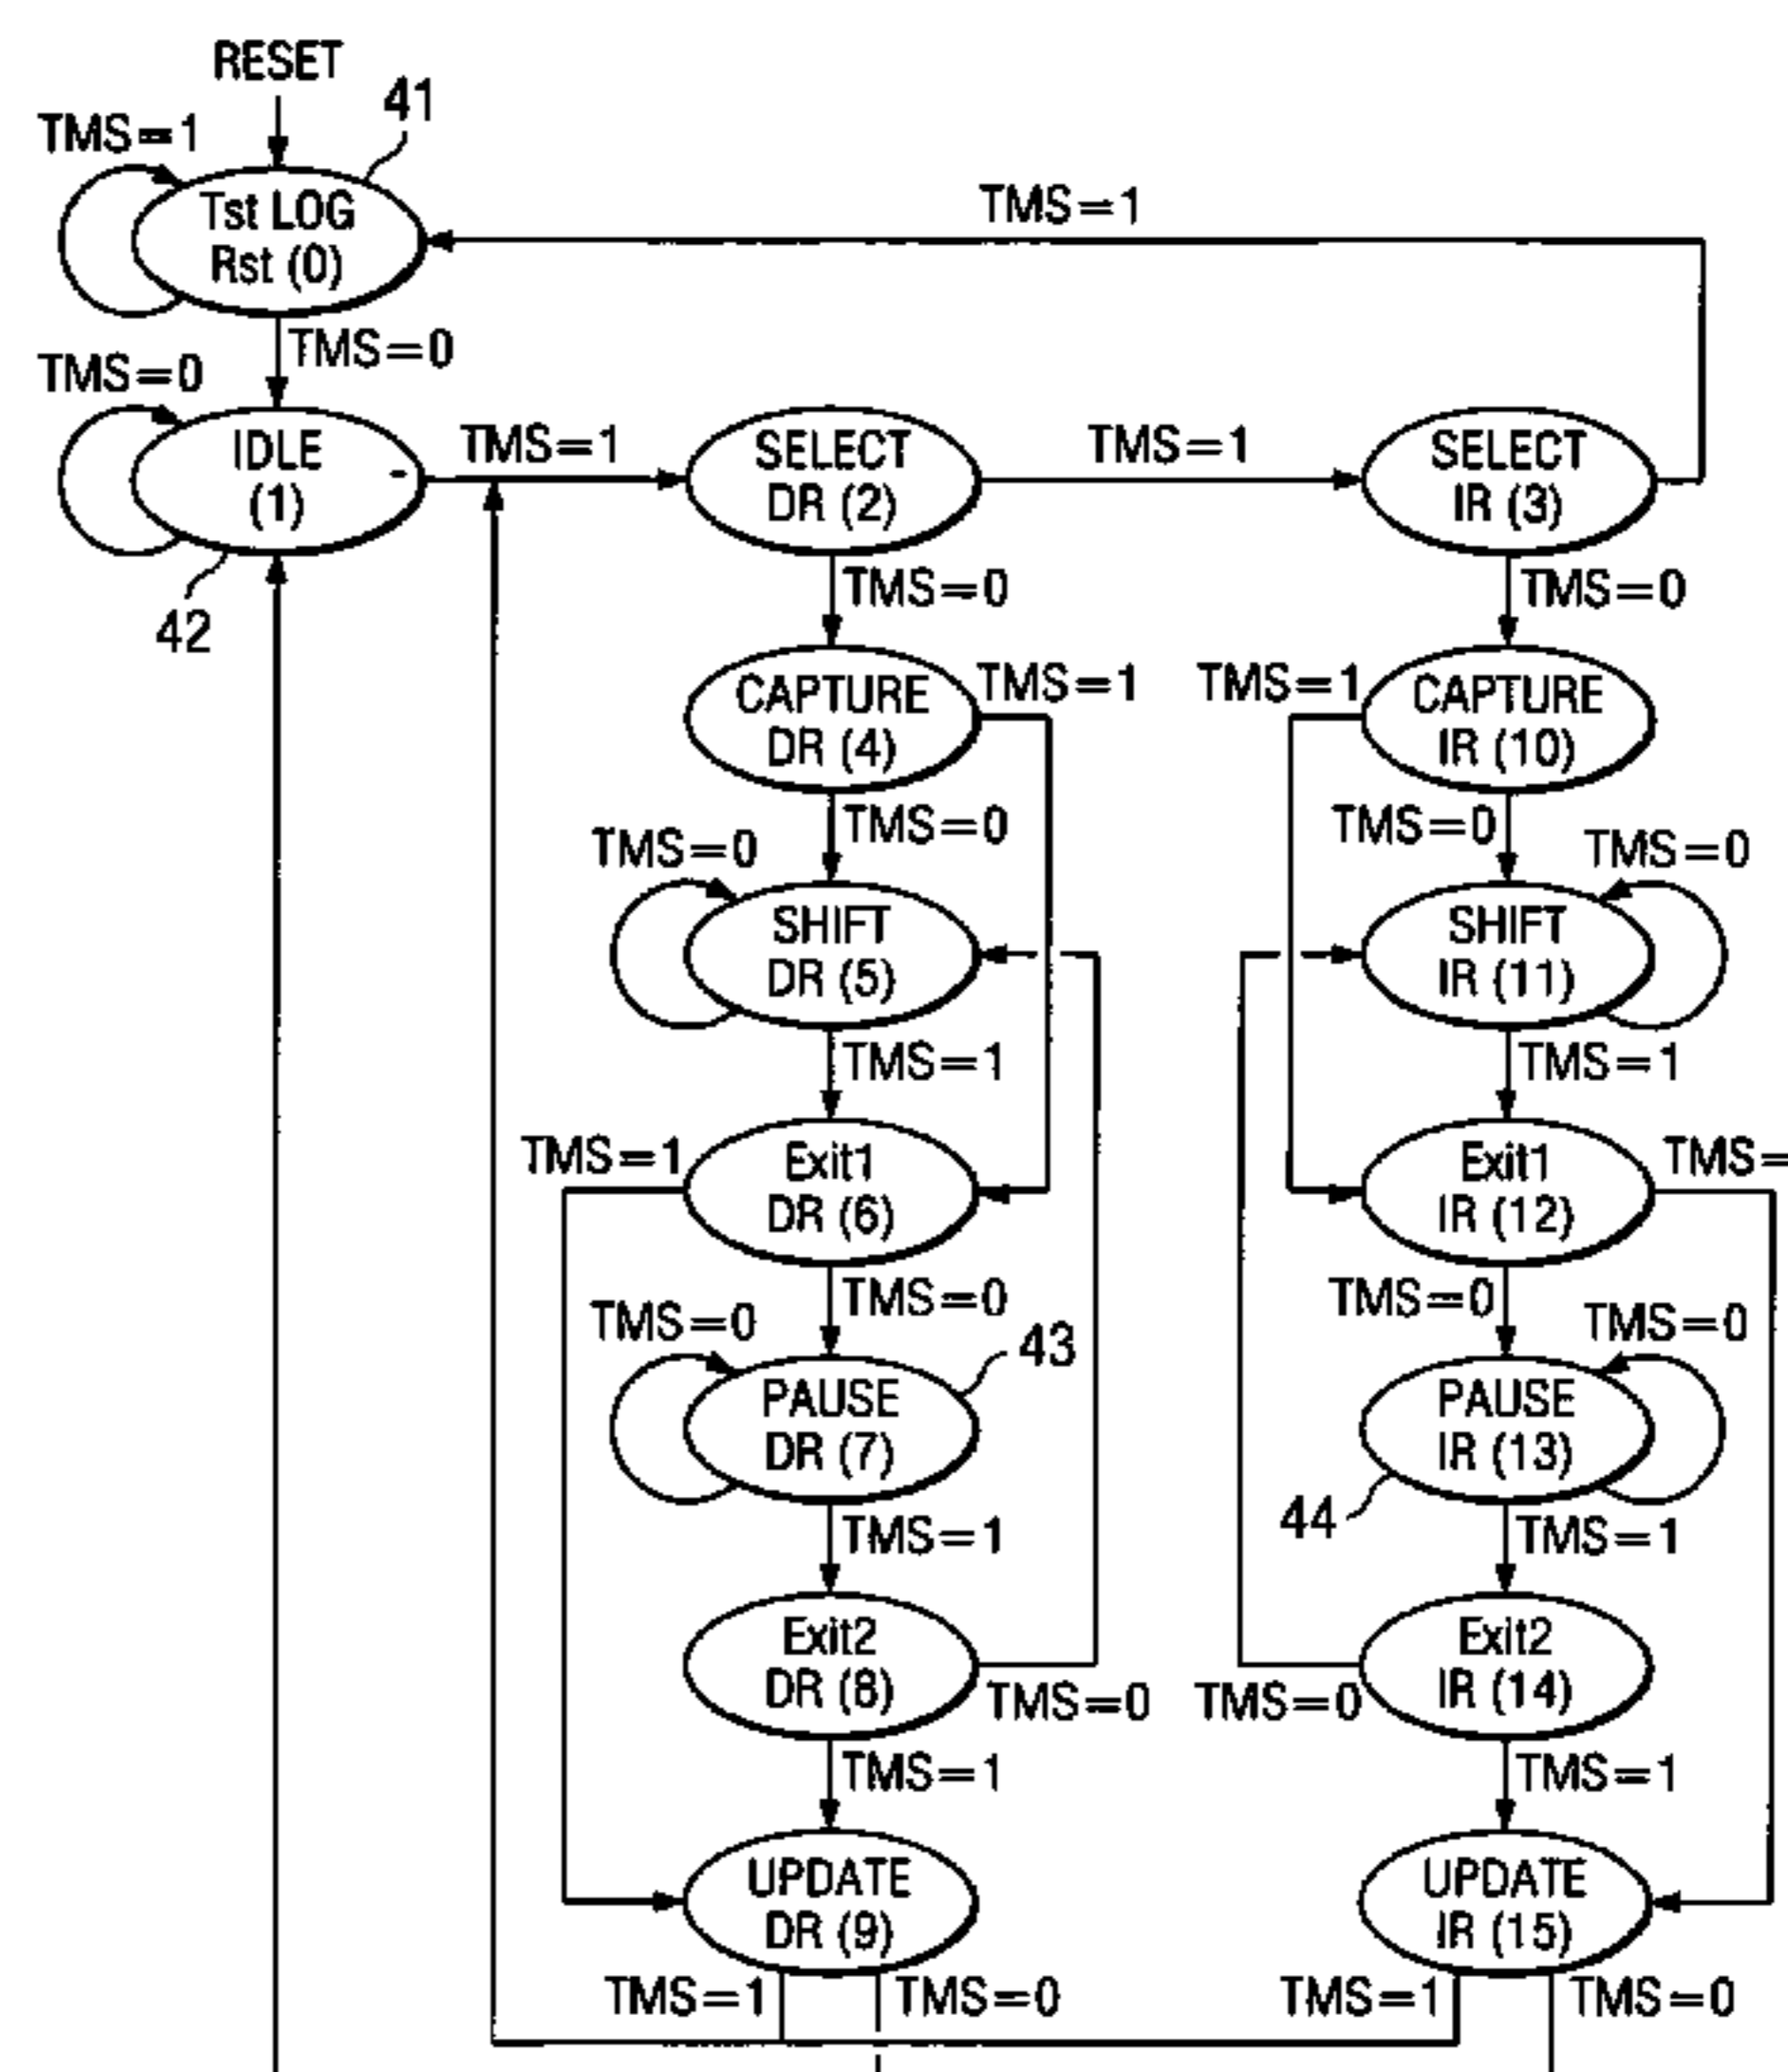 RESET
41
TMS=1
Tst LOG
Rst (0)
TMS=1
TMS=0
TMS=0
IDLE
(1)
TMS=1
SELECT
DR (2)
TMS=1
SELECT
IR (3)
42
TMS=0
TMS=0
CAPTURE
DR (4)
TMS=1
TMS=1
CAPTURE
IR (10)
TMS=0
TMS=0
TMS=0
TMS=0
SHIFT
DR (5)
SHIFT
IR (11)
TMS=1
TMS=1
TMS=1
Exit1
DR (6)
Exit1
IR (12)
TMS=
TMS=0
TMS=0
TMS=0
43
TMS=0
PAUSE
DR (7)
PAUSE
IR (13)
44
TMS=1
TMS=1
Exit2
DR (8)
TMS=0
TMS=0
Exit2
IR (14)
TMS=1
TMS=1
UPDATE
DR (9)
UPDATE
IR (15)
TMS=1
TMS=0
TMS=1
TMS=0